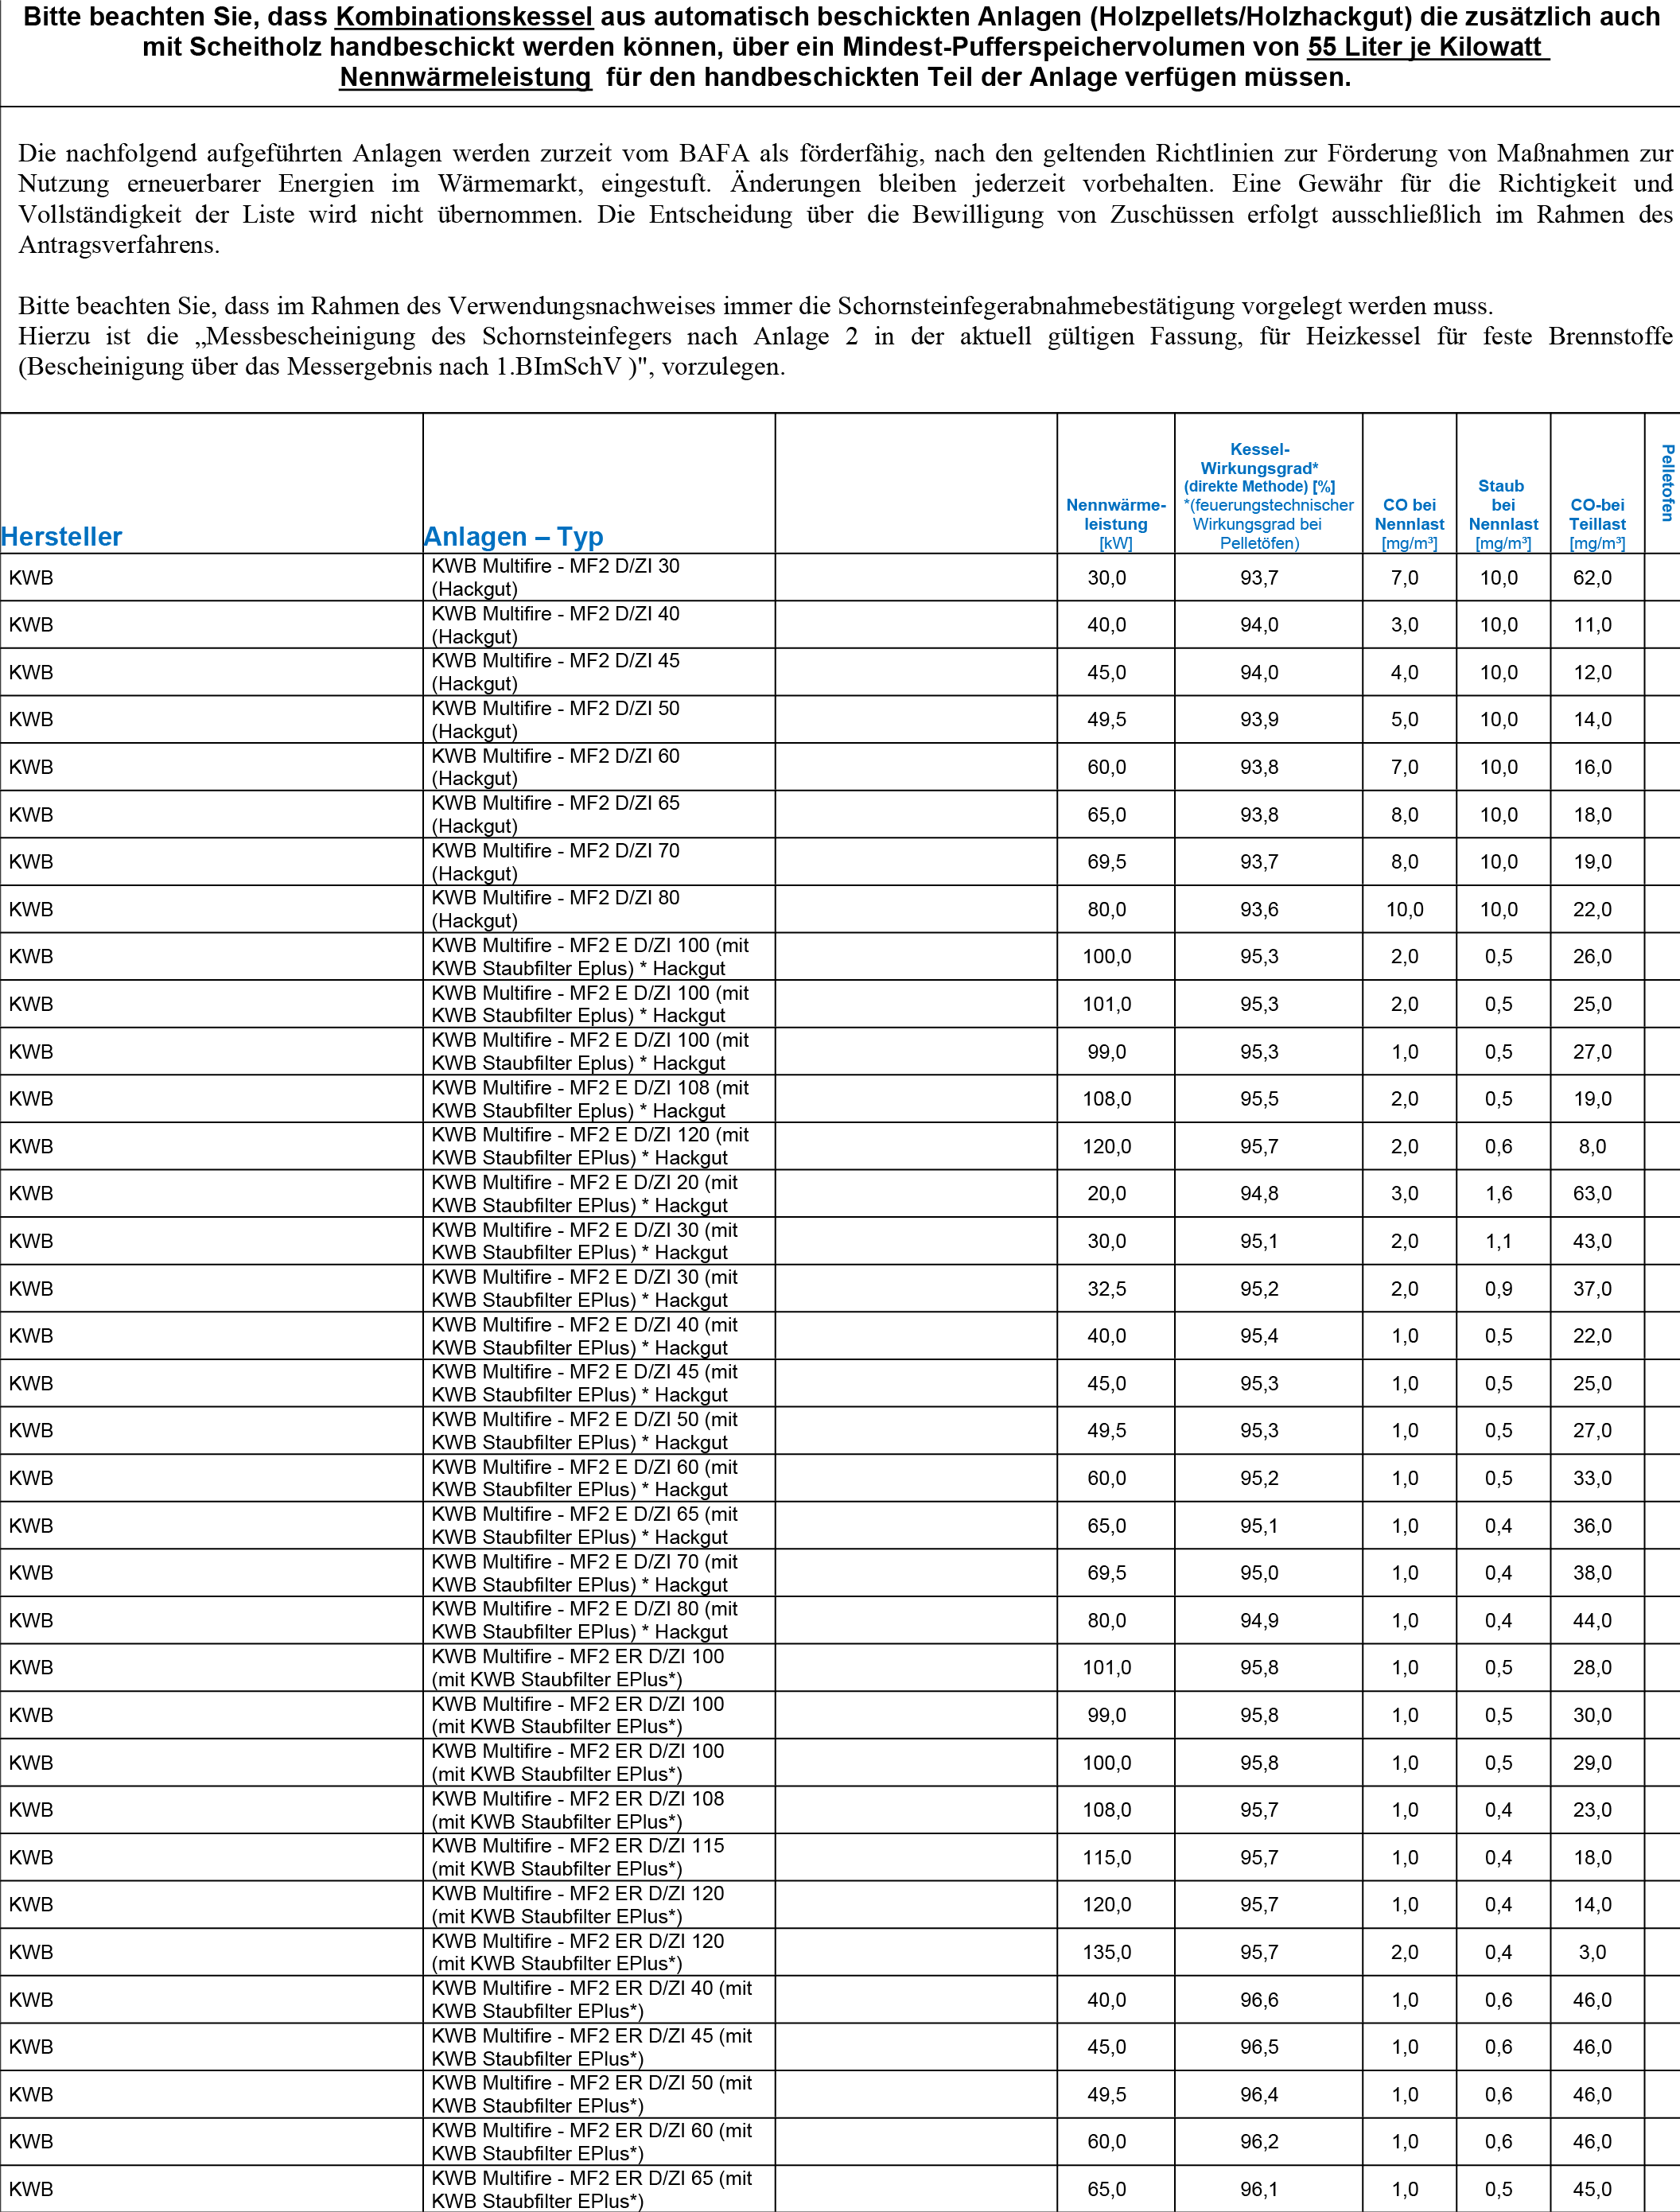 Bitte beachten Sie, dass Kombinationskessel aus automatisch beschickten Anlagen (Holzpellets/Holzhackgut) die zusätzlich auch
mit Scheitholz handbeschickt werden können, über ein Mindest-Pufferspeichervolumen von 55 Liter je Kilowatt
Nennwärmeleistung für den handbeschickten Teil der Anlage verfügen müssen.
Die nachfolgend aufgeführten Anlagen werden zurzeit vom BAFA als förderfähig, nach den geltenden Richtlinien zur Förderung von Maßnahmen zur
Nutzung erneuerbarer Energien im Wärmemarkt, eingestuft. Änderungen bleiben jederzeit vorbehalten. Eine Gewähr für die Richtigkeit und
Vollständigkeit der Liste wird nicht übernommen. Die Entscheidung über die Bewilligung von Zuschüssen erfolgt ausschließlich im Rahmen des
Antragsverfahrens.
Bitte beachten Sie, dass im Rahmen des Verwendungsnachweises immer die Schornsteinfegerabnahmebestätigung vorgelegt werden muss.
Hierzu ist die „Messbescheinigung des Schornsteinfegers nach Anlage 2 in der aktuell gültigen Fassung, für Heizkessel für feste Brennstoffe
(Bescheinigung über das Messergebnis nach 1.BImSchV )", vorzulegen.
Hersteller
Anlagen – Typ
Nennwärme-
leistung
[kW]
Kessel-
Wirkungsgrad*
(direkte Methode) [%]
*(feuerungstechnischer
Wirkungsgrad bei
Pelletöfen)
CO bei
Nennlast
[mg/m³]
Staub
bei
Nennlast
[mg/m³]
CO-bei
Teillast
[mg/m³]
Pelletofen
KWB KWB Multifire - MF2 D/ZI 30
(Hackgut) 30,0 93,7 7,0 10,0 62,0
KWB KWB Multifire - MF2 D/ZI 40
(Hackgut) 40,0 94,0 3,0 10,0 11,0
KWB KWB Multifire - MF2 D/ZI 45
(Hackgut) 45,0 94,0 4,0 10,0 12,0
KWB KWB Multifire - MF2 D/ZI 50
(Hackgut) 49,5 93,9 5,0 10,0 14,0
KWB KWB Multifire - MF2 D/ZI 60
(Hackgut) 60,0 93,8 7,0 10,0 16,0
KWB KWB Multifire - MF2 D/ZI 65
(Hackgut) 65,0 93,8 8,0 10,0 18,0
KWB KWB Multifire - MF2 D/ZI 70
(Hackgut) 69,5 93,7 8,0 10,0 19,0
KWB KWB Multifire - MF2 D/ZI 80
(Hackgut) 80,0 93,6 10,0 10,0 22,0
KWB KWB Multifire - MF2 E D/ZI 100 (mit
KWB Staubfilter Eplus) * Hackgut 100,0 95,3 2,0 0,5 26,0
KWB KWB Multifire - MF2 E D/ZI 100 (mit
KWB Staubfilter Eplus) * Hackgut 101,0 95,3 2,0 0,5 25,0
KWB KWB Multifire - MF2 E D/ZI 100 (mit
KWB Staubfilter Eplus) * Hackgut 99,0 95,3 1,0 0,5 27,0
KWB KWB Multifire - MF2 E D/ZI 108 (mit
KWB Staubfilter Eplus) * Hackgut 108,0 95,5 2,0 0,5 19,0
KWB KWB Multifire - MF2 E D/ZI 120 (mit
KWB Staubfilter EPlus) * Hackgut 120,0 95,7 2,0 0,6 8,0
KWB KWB Multifire - MF2 E D/ZI 20 (mit
KWB Staubfilter EPlus) * Hackgut 20,0 94,8 3,0 1,6 63,0
KWB KWB Multifire - MF2 E D/ZI 30 (mit
KWB Staubfilter EPlus) * Hackgut 30,0 95,1 2,0 1,1 43,0
KWB KWB Multifire - MF2 E D/ZI 30 (mit
KWB Staubfilter EPlus) * Hackgut 32,5 95,2 2,0 0,9 37,0
KWB KWB Multifire - MF2 E D/ZI 40 (mit
KWB Staubfilter EPlus) * Hackgut 40,0 95,4 1,0 0,5 22,0
KWB KWB Multifire - MF2 E D/ZI 45 (mit
KWB Staubfilter EPlus) * Hackgut 45,0 95,3 1,0 0,5 25,0
KWB KWB Multifire - MF2 E D/ZI 50 (mit
KWB Staubfilter EPlus) * Hackgut 49,5 95,3 1,0 0,5 27,0
KWB KWB Multifire - MF2 E D/ZI 60 (mit
KWB Staubfilter EPlus) * Hackgut 60,0 95,2 1,0 0,5 33,0
KWB KWB Multifire - MF2 E D/ZI 65 (mit
KWB Staubfilter EPlus) * Hackgut 65,0 95,1 1,0 0,4 36,0
KWB KWB Multifire - MF2 E D/ZI 70 (mit
KWB Staubfilter EPlus) * Hackgut 69,5 95,0 1,0 0,4 38,0
KWB KWB Multifire - MF2 E D/ZI 80 (mit
KWB Staubfilter EPlus) * Hackgut 80,0 94,9 1,0 0,4 44,0
KWB KWB Multifire - MF2 ER D/ZI 100
(mit KWB Staubfilter EPlus*) 101,0 95,8 1,0 0,5 28,0
KWB KWB Multifire - MF2 ER D/ZI 100
(mit KWB Staubfilter EPlus*) 99,0 95,8 1,0 0,5 30,0
KWB KWB Multifire - MF2 ER D/ZI 100
(mit KWB Staubfilter EPlus*) 100,0 95,8 1,0 0,5 29,0
KWB KWB Multifire - MF2 ER D/ZI 108
(mit KWB Staubfilter EPlus*) 108,0 95,7 1,0 0,4 23,0
KWB KWB Multifire - MF2 ER D/ZI 115
(mit KWB Staubfilter EPlus*) 115,0 95,7 1,0 0,4 18,0
KWB KWB Multifire - MF2 ER D/ZI 120
(mit KWB Staubfilter EPlus*) 120,0 95,7 1,0 0,4 14,0
KWB KWB Multifire - MF2 ER D/ZI 120
(mit KWB Staubfilter EPlus*) 135,0 95,7 2,0 0,4 3,0
KWB KWB Multifire - MF2 ER D/ZI 40 (mit
KWB Staubfilter EPlus*) 40,0 96,6 1,0 0,6 46,0
KWB KWB Multifire - MF2 ER D/ZI 45 (mit
KWB Staubfilter EPlus*) 45,0 96,5 1,0 0,6 46,0
KWB KWB Multifire - MF2 ER D/ZI 50 (mit
KWB Staubfilter EPlus*) 49,5 96,4 1,0 0,6 46,0
KWB KWB Multifire - MF2 ER D/ZI 60 (mit
KWB Staubfilter EPlus*) 60,0 96,2 1,0 0,6 46,0
KWB KWB Multifire - MF2 ER D/ZI 65 (mit
KWB Staubfilter EPlus*) 65,0 96,1 1,0 0,5 45,0